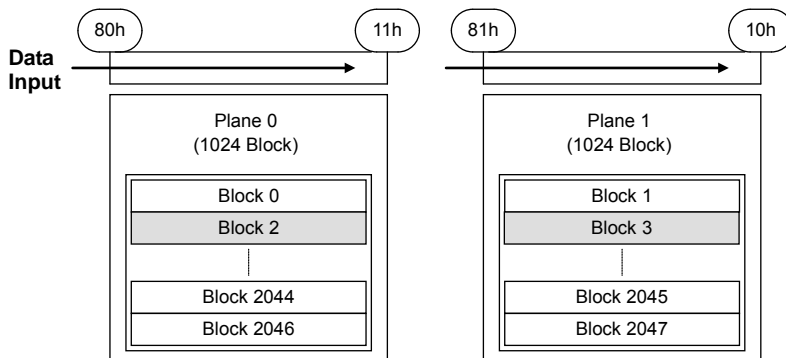 80h
11h
81h
10h
Data
Input
Plane 0
(1024 Block)
Block 0
Block 2
Block 2044
Block 2046
Plane 1
(1024 Block)
Block 1
Block 3
Block 2045
Block 2047